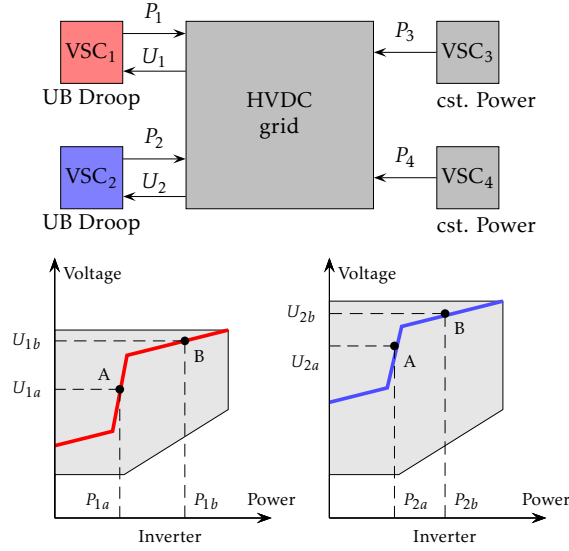 P₁
VSC₁
U₁
UB Droop
P₂
VSC₂
U₂
UB Droop
HVDC
grid
P₃
VSC₃
cst. Power
P₄
VSC₄
cst. Power
Voltage
U₁b
U₁a
A
B
P₁a
P₁b
Power
Inverter
Voltage
U₂b
U₂a
A
B
P₂a
P₂b
Power
Inverter